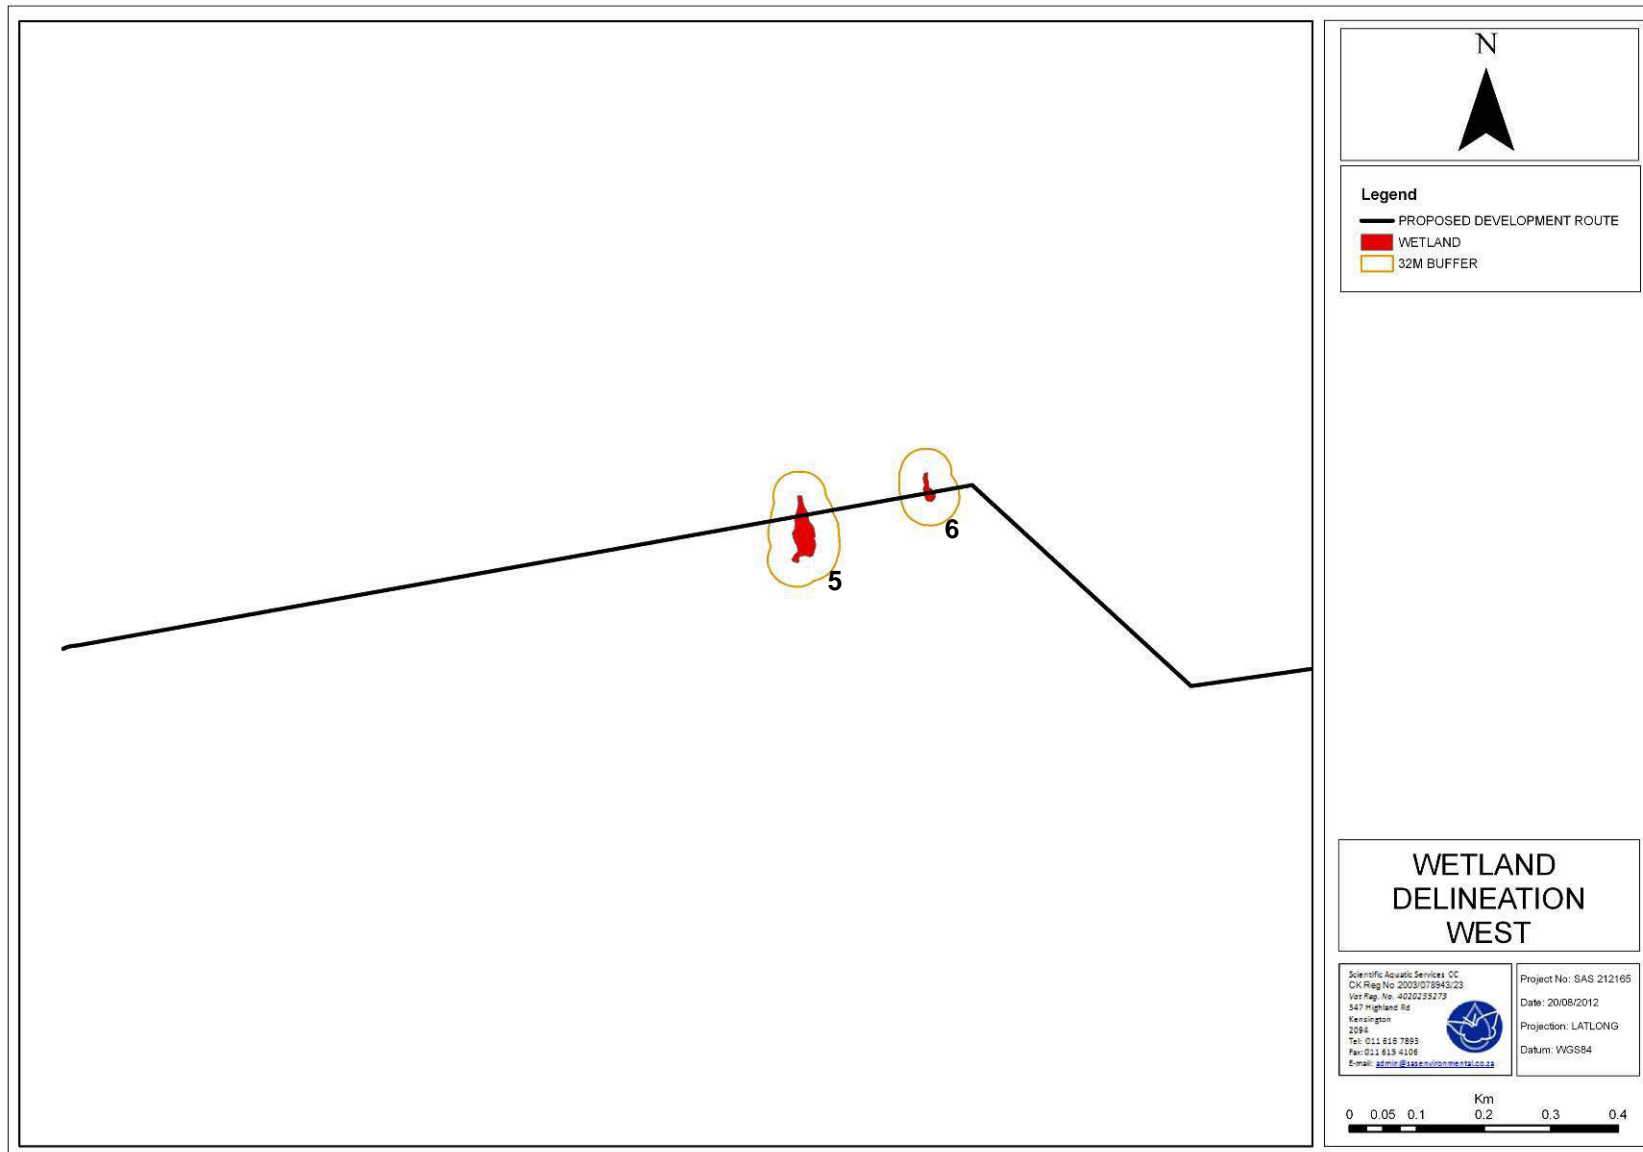 N
Legend
PROPOSED DEVELOPMENT ROUTE
WETLAND
32M BUFFER
6
5
WETLAND
DELINEATION
WEST
Scientific Aquatic Services CC
CK Reg No 2003/078943/23
Vat Reg. No. 4020235273
347 Highland Rd
Kensington
2094
Tel: 011 616 7893
Fax: 011 615 4106
E-mail: admin@sasenvironmental.co.za
Project No: SAS 212165
Date: 20/08/2012
Projection: LATLONG
Datum: WGS84
Km
0 0.05 0.1 0.2 0.3 0.4